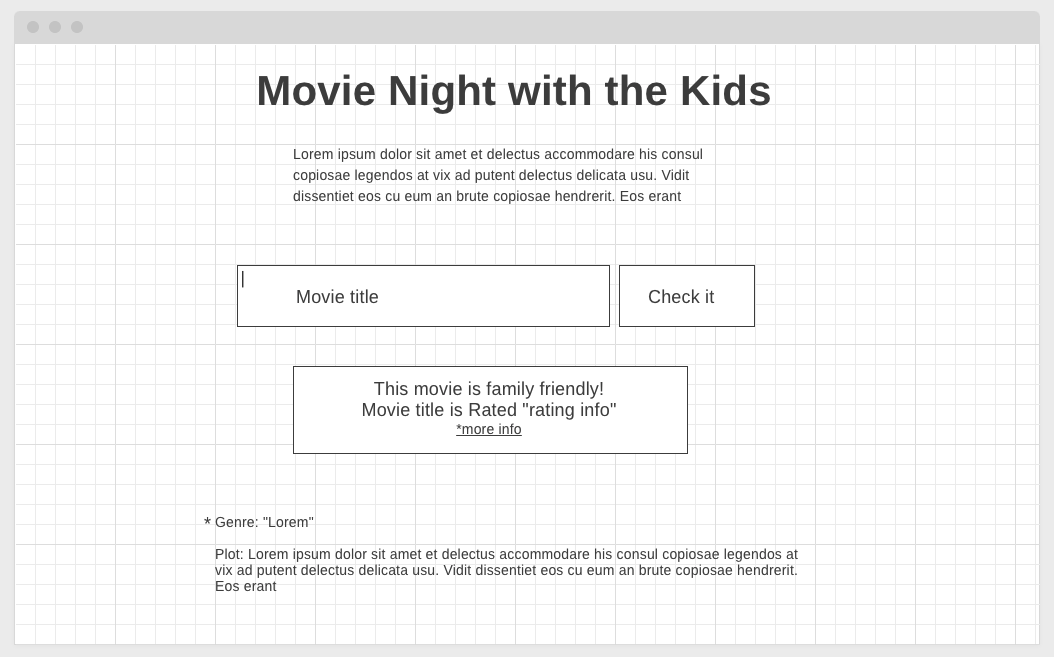 Movie Night with the Kids
Lorem ipsum dolor sit amet et delectus accommodare his consul
copiosae legendos at vix ad putent delectus delicata usu. Vidit
dissentiet eos cu eum an brute copiosae hendrerit. Eos erant
Movie title
Check it
This movie is family friendly!
Movie title is Rated "rating info"
*more info
* Genre: "Lorem"
Plot: Lorem ipsum dolor sit amet et delectus accommodare his consul copiosae legendos at
vix ad putent delectus delicata usu. Vidit dissentiet eos cu eum an brute copiosae hendrerit.
Eos erant